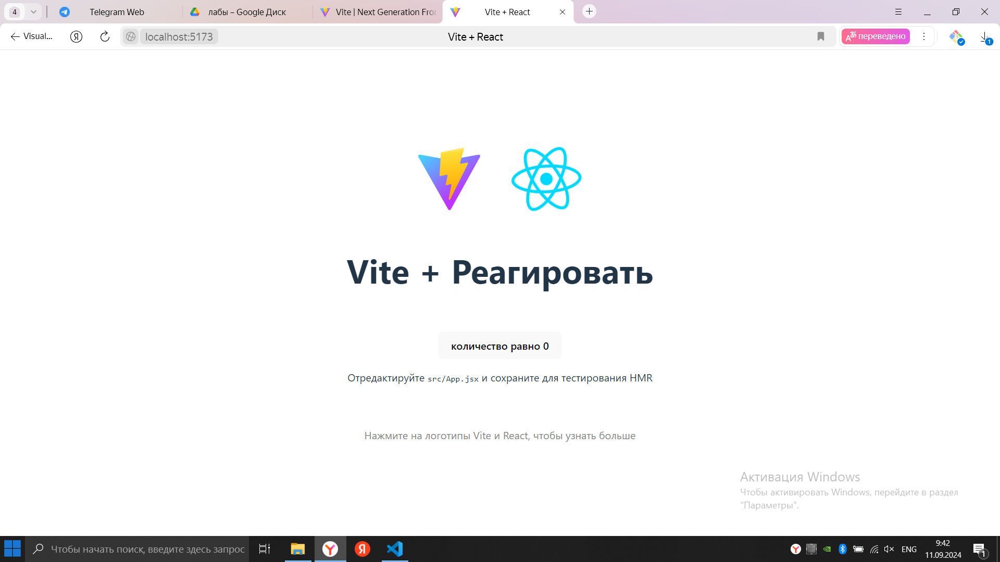 4
Telegram Web
лабы – Google Диск
Vite | Next Generation Fror
Vite + React
Visual...
localhost:5173
Vite + React
переведено
1
Vite + Реагировать
количество равно 0
Отредактируйте src/App.jsx и сохраните для тестирования HMR
Нажмите на логотипы Vite и React, чтобы узнать больше
Активация Windows
Чтобы активировать Windows, перейдите в раздел
"Параметры".
Чтобы начать поиск, введите здесь запрос
ENG
9:42
11.09.2024
1